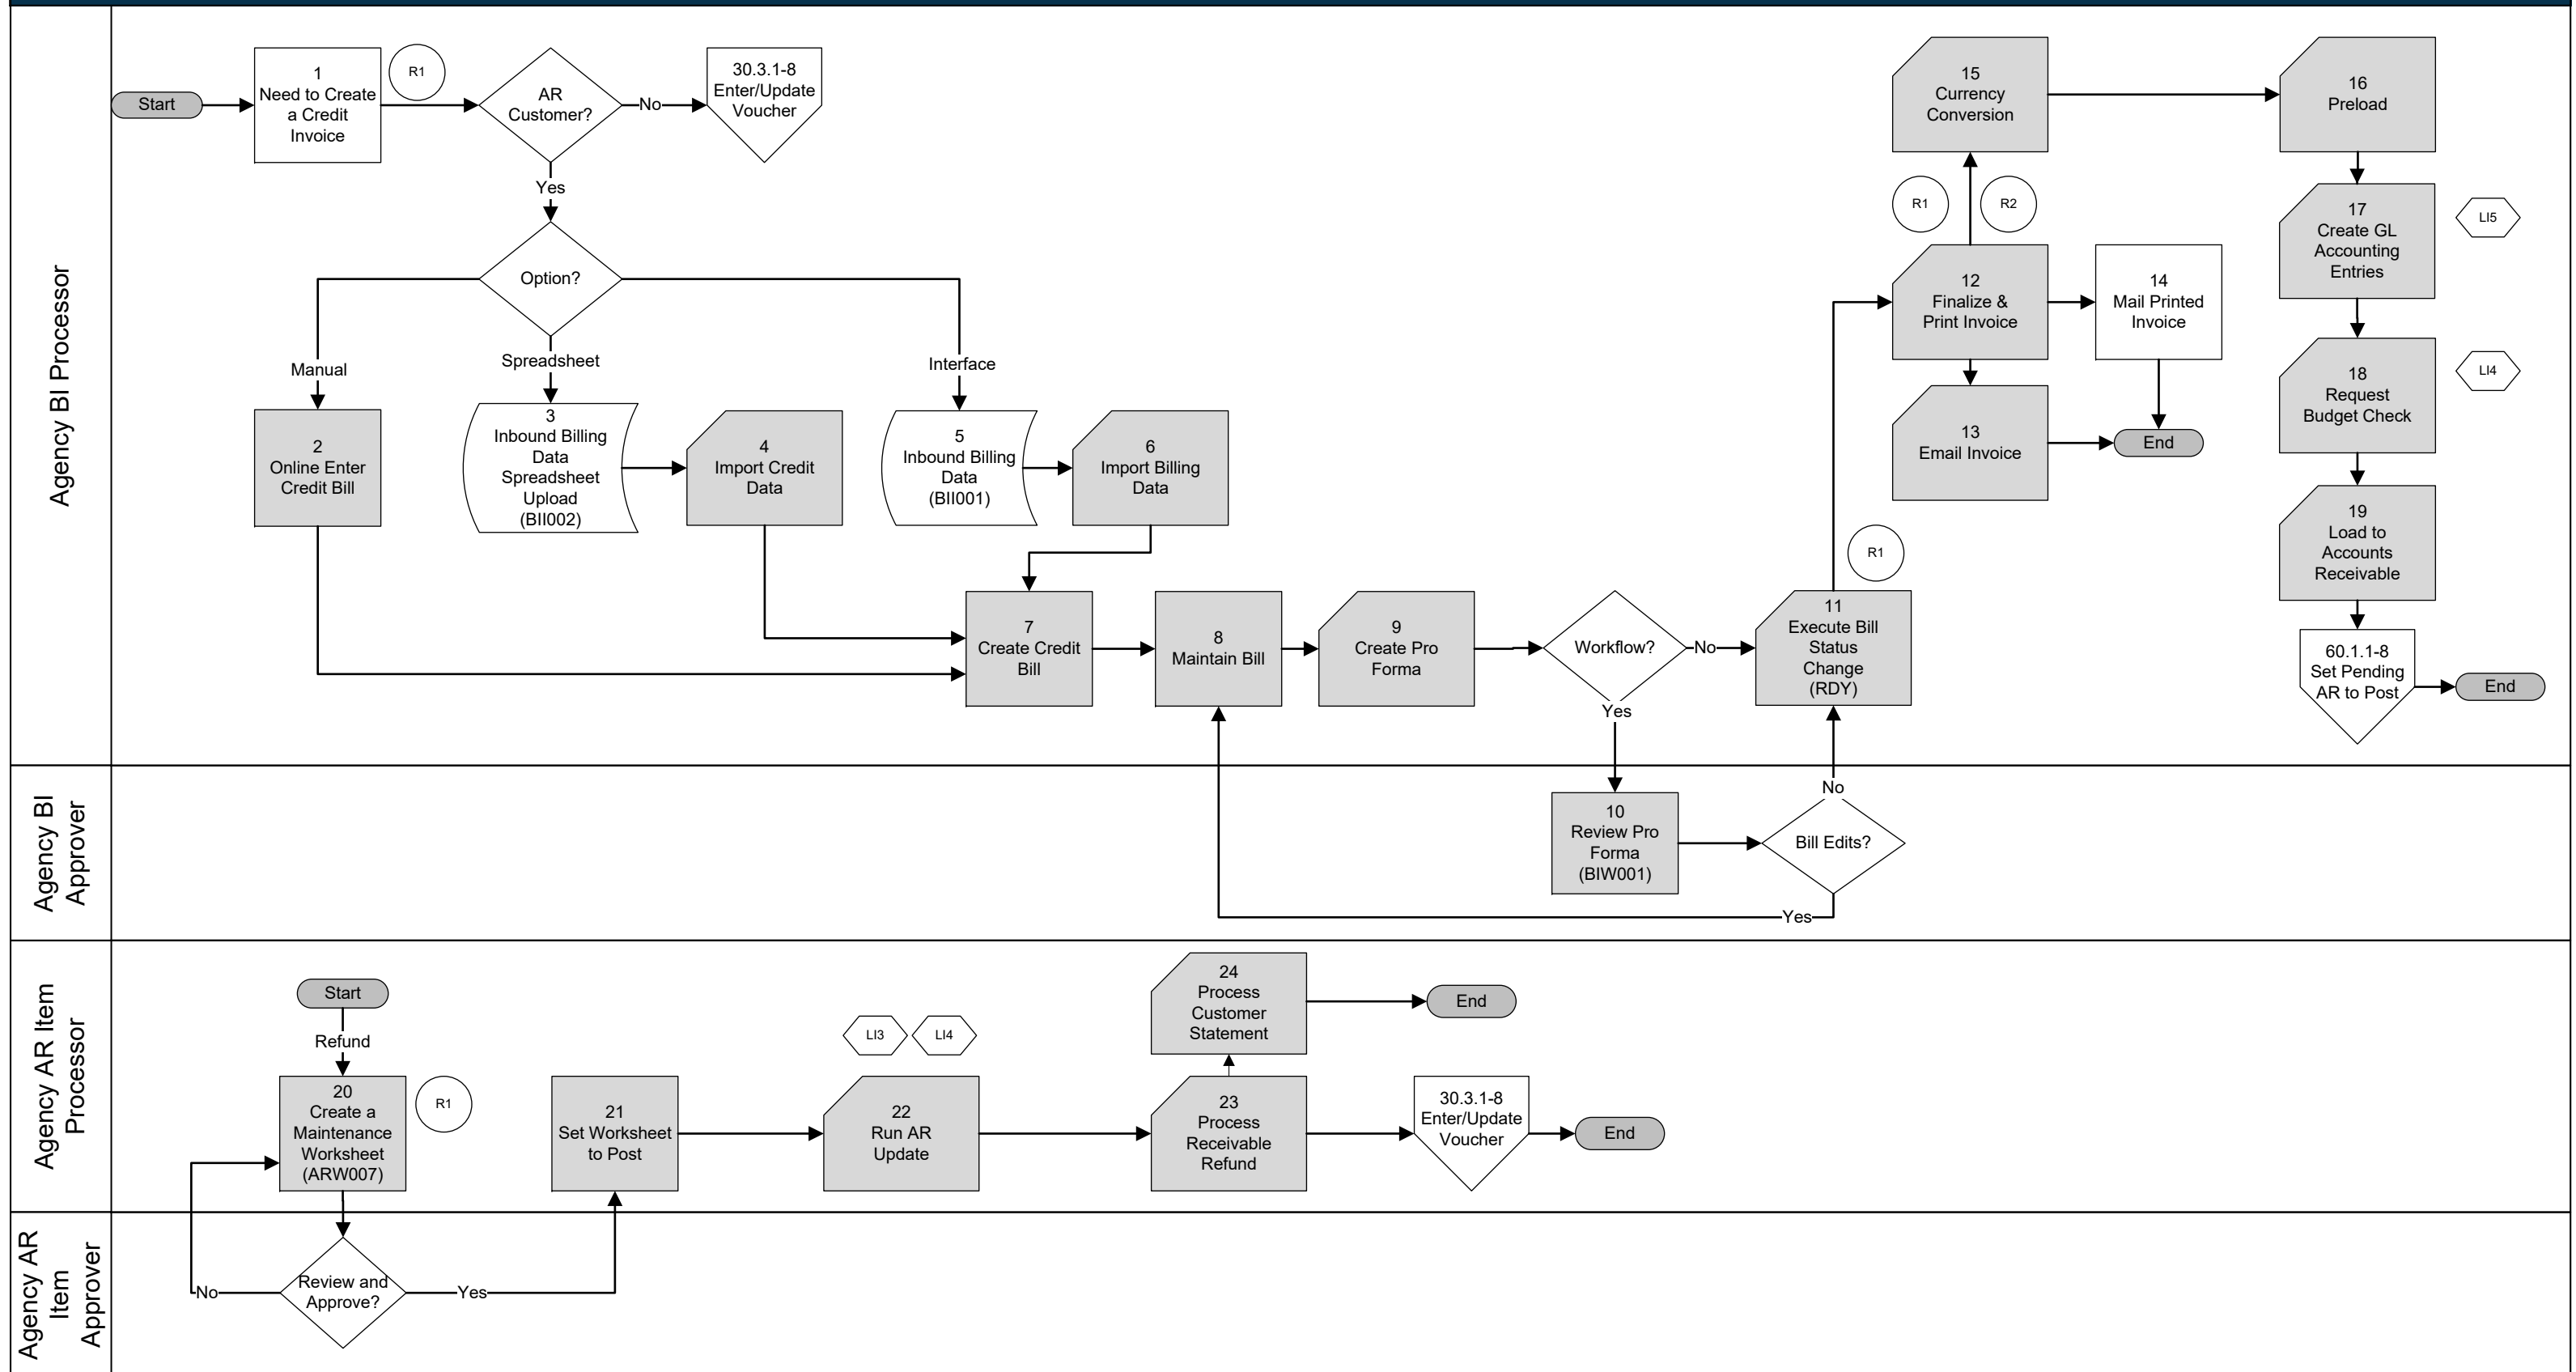 Agency BI Processor
Start
1
Need to Create
a Credit
Invoice
R1
AR
Customer?
No
30.3.1-8
Enter/Update
Voucher
Yes
Option?
Manual
Spreadsheet
Interface
2
Online Enter
Credit Bill
3
Inbound Billing
Data
Spreadsheet
Upload
(BII002)
4
Import Credit
Data
5
Inbound Billing
Data
(BII001)
6
Import Billing
Data
7
Create Credit
Bill
8
Maintain Bill
9
Create Pro
Forma
Workflow?
No
Yes
11
Execute Bill
Status
Change
(RDY)
R1
12
Finalize &
Print Invoice
R1
R2
13
Email Invoice
14
Mail Printed
Invoice
End
15
Currency
Conversion
16
Preload
17
Create GL
Accounting
Entries
LI5
18
Request
Budget Check
LI4
19
Load to
Accounts
Receivable
60.1.1-8
Set Pending
AR to Post
End
Agency BI
Approver
10
Review Pro
Forma
(BIW001)
Bill Edits?
No
Yes
Agency AR Item
Processor
Start
Refund
20
Create a
Maintenance
Worksheet
(ARW007)
R1
21
Set Worksheet
to Post
LI3
LI4
22
Run AR
Update
23
Process
Receivable
Refund
24
Process
Customer
Statement
End
30.3.1-8
Enter/Update
Voucher
End
Agency AR
Item
Approver
Review and
Approve?
No
Yes